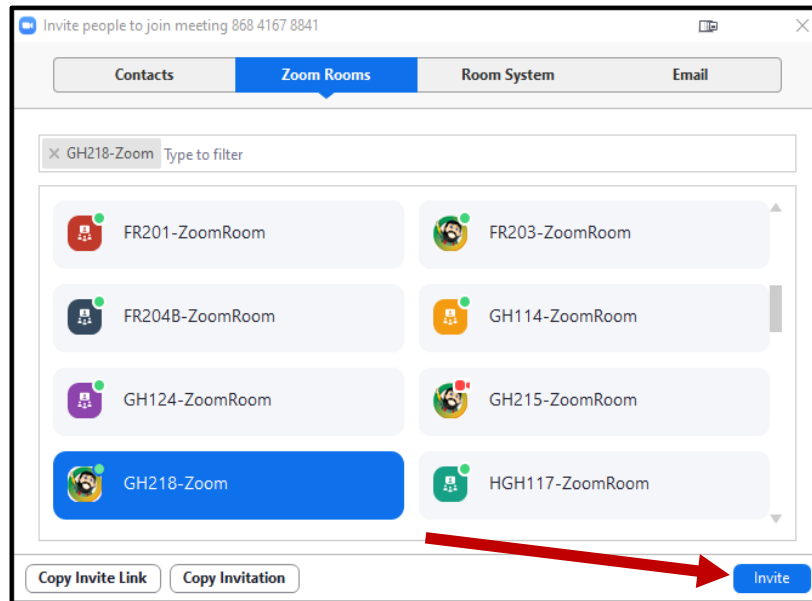 Invite people to join meeting 868 4167 8841
Contacts Zoom Rooms Room System Email
GH218-Zoom Type to filter
FR201-ZoomRoom FR203-ZoomRoom
FR204B-ZoomRoom GH114-ZoomRoom
GH124-ZoomRoom GH215-ZoomRoom
GH218-Zoom HGH117-ZoomRoom
Copy Invite Link Copy Invitation Invite